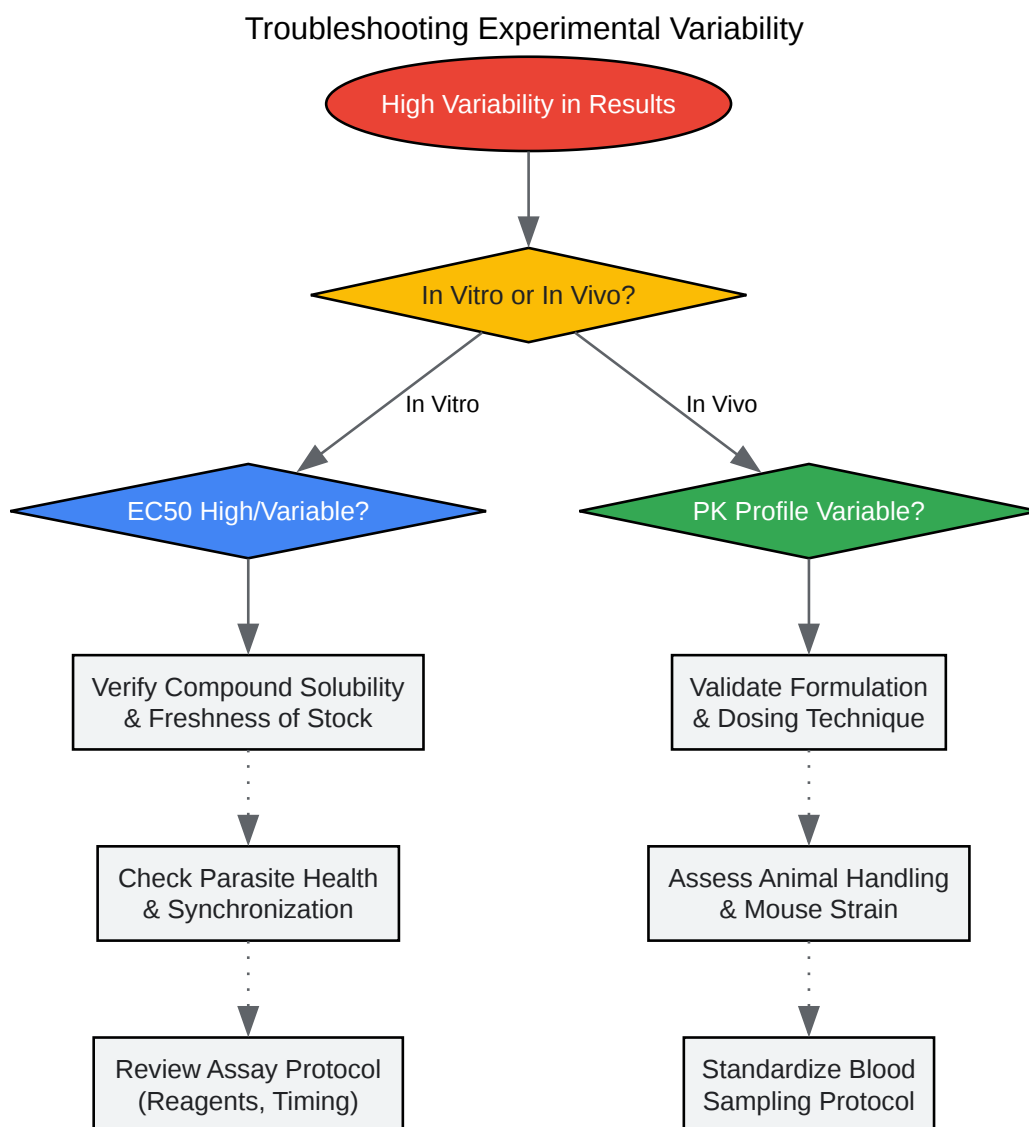 Troubleshooting Experimental Variability
High Variability in Results
In Vitro or In Vivo?
In Vitro
In Vivo
EC50 High/Variable?
PK Profile Variable?
Verify Compound Solubility
& Freshness of Stock
Validate Formulation
& Dosing Technique
Check Parasite Health
& Synchronization
Assess Animal Handling
& Mouse Strain
Review Assay Protocol
(Reagents, Timing)
Standardize Blood
Sampling Protocol